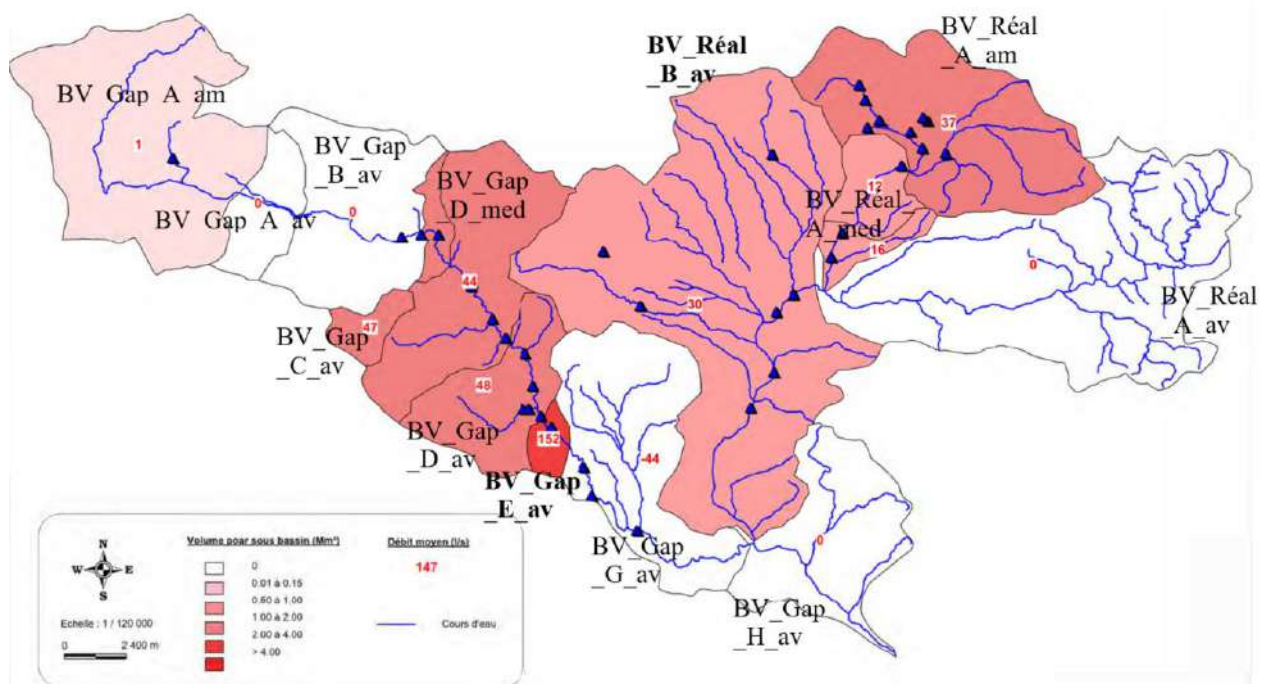 BV_Réal
_A_am
BV_Réal
_B_av
BV Gap A am
37
1
BV_Gap
_B_av
BV_Gap
_D_med
12
BV_Réal_
A_med
BV Gap A av
0
0
16
0
44
30
BV_Réal
_A_av
47
BV_Gap
_C_av
48
BV_Gap
_D_av
152
-44
BV_Gap
_E_av
BV_Gap
_G_av
0
BV_Gap
_H_av
N
W
E
S
Echelle : 1 / 120 000
0
2 400 m
Volume poar sous bassin (Mm³)
0
0.01 à 0.15
0.60 à 1.00
1.00 à 2.00
2.00 à 4.00
> 4.00
Débit moyen (l/s)
147
Cours d'eau